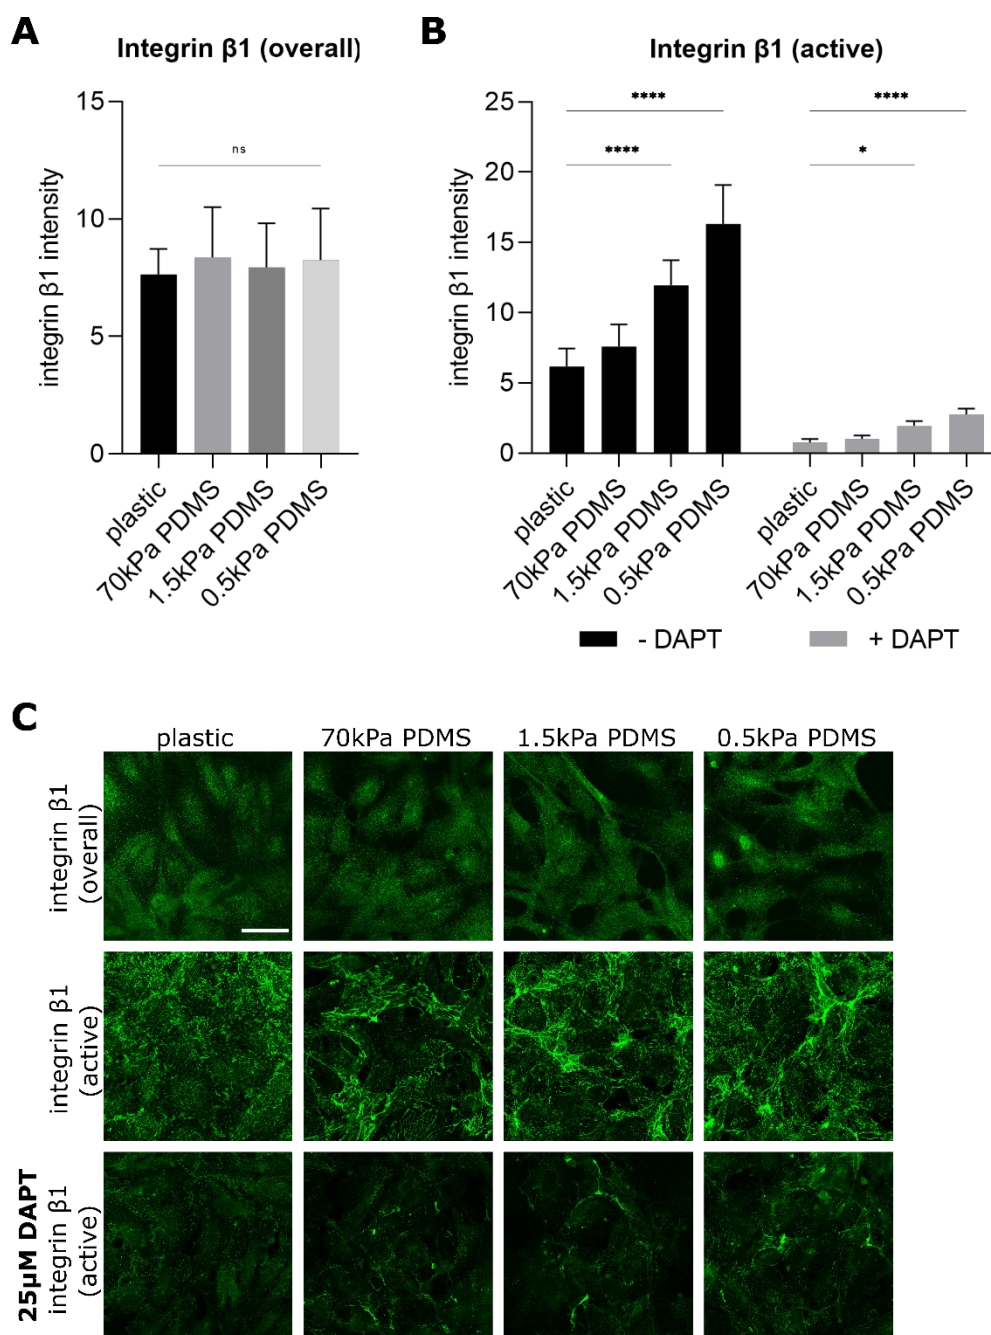 A
Integrin β1 (overall)
integrin β1 intensity
15
10
5
0
ns
plastic
70kPa PDMS
1.5kPa PDMS
0.5kPa PDMS
B
Integrin β1 (active)
integrin β1 intensity
25
20
15
10
5
0
**** ****
**** *
plastic
70kPa PDMS
1.5kPa PDMS
0.5kPa PDMS
plastic
70kPa PDMS
1.5kPa PDMS
0.5kPa PDMS
- DAPT + DAPT
C
plastic 70kPa PDMS 1.5kPa PDMS 0.5kPa PDMS
integrin β1
(overall)
integrin β1
(active)
25µM DAPT
integrin β1
(active)